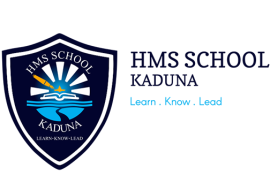 HMS SCHOOL
KADUNA
LEARN-KNOW-LEAD
HMS SCHOOL
KADUNA
Learn . Know . Lead